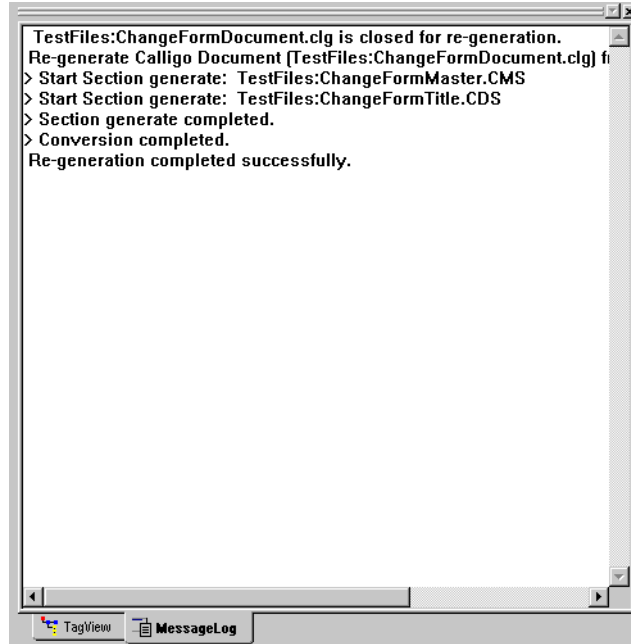 TestFiles:ChangeFormDocument.clg is closed for re-generation.
Re-generate Calligo Document (TestFiles:ChangeFormDocument.clg)
> Start Section generate:  TestFiles:ChangeFormMaster.CMS
> Start Section generate:  TestFiles:ChangeFormTitle.CDS
> Section generate completed.
> Conversion completed.
Re-generation completed successfully.
TagView MessageLog